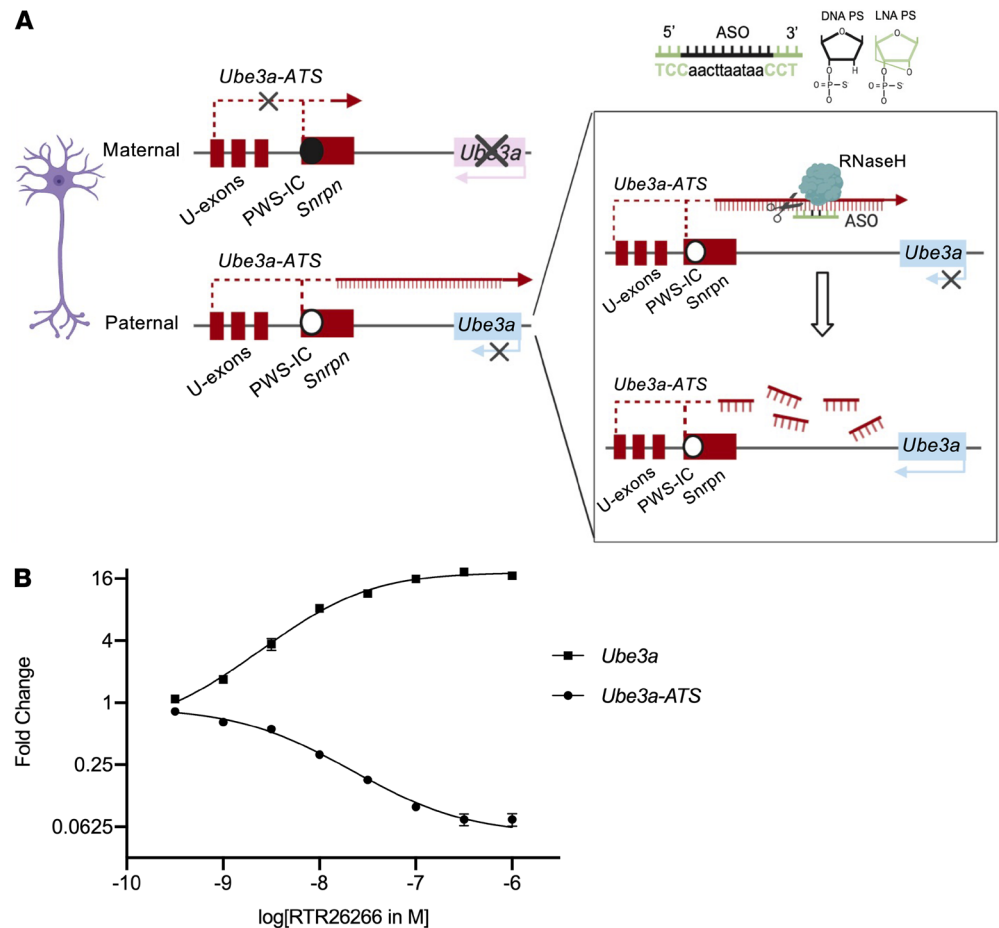 A
5' ASO 3'
TCCaacttaataaCCT
DNA PS LNA PS
O
O
O H
O=P-S
O
O
O O
O=P-S
O
Ube3a-ATS
Maternal
Ube3a
U-exons
PWS-IC
Snrpn
Ube3a-ATS
Paternal
Ube3a
U-exons
PWS-IC
Snrpn
RNaseH
Ube3a-ATS
ASO
Ube3a
U-exons
PWS-IC
Snrpn
Ube3a-ATS
Ube3a
U-exons
PWS-IC
Snrpn
B
Fold Change
16
4
1
0.25
0.0625
-10 -9 -8 -7 -6
log[RTR26266 in M]
Ube3a
Ube3a-ATS